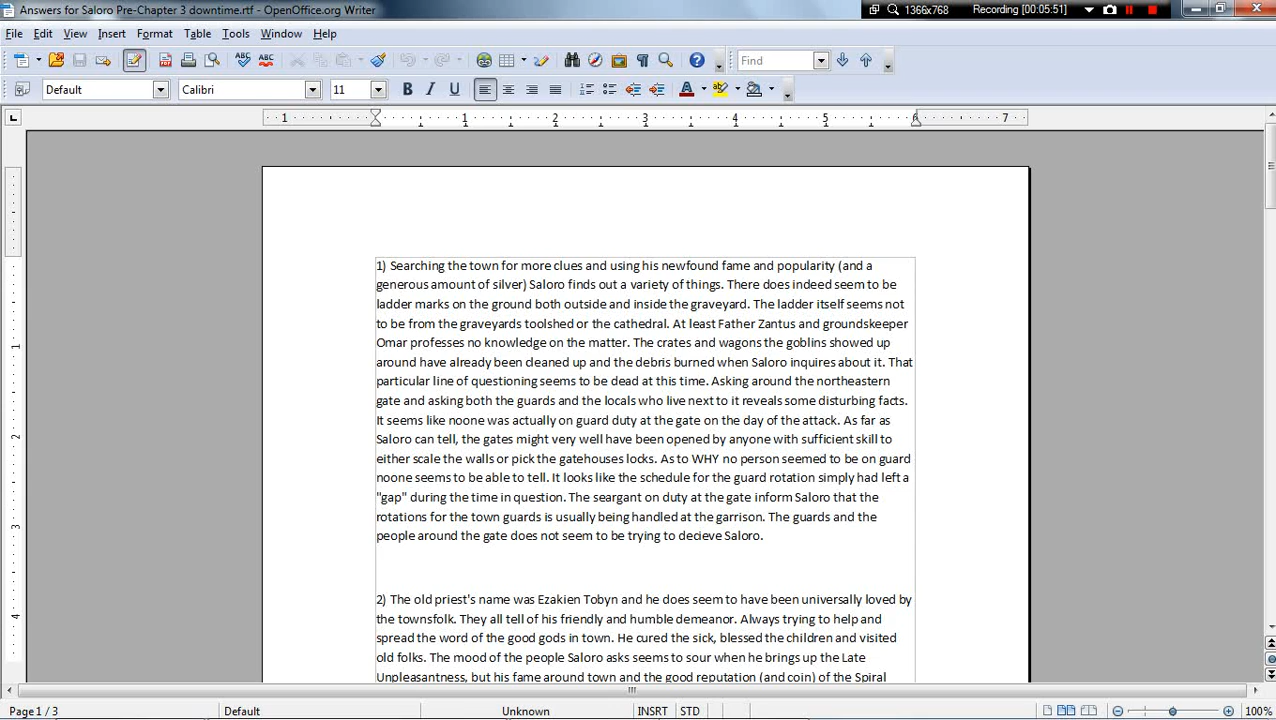 Answers for Saloro Pre-Chapter 3 downtime.rtf - OpenOffice.org Writer
1366x768
Recording [00:05:51]
File Edit View Insert Format Table Tools Window Help
Find
Default Calibri 11
1 1 2 3 4 5 6 7
1) Searching the town for more clues and using his newfound fame and popularity (and a
generous amount of silver) Saloro finds out a variety of things. There does indeed seem to be
ladder marks on the ground both outside and inside the graveyard. The ladder itself seems not
to be from the graveyards toolshed or the cathedral. At least Father Zantus and groundskeeper
Omar professes no knowledge on the matter. The crates and wagons the goblins showed up
around have already been cleaned up and the debris burned when Saloro inquires about it. That
particular line of questioning seems to be dead at this time. Asking around the northeastern
gate and asking both the guards and the locals who live next to it reveals some disturbing facts.
It seems like noone was actually on guard duty at the gate on the day of the attack. As far as
Saloro can tell, the gates might very well have been opened by anyone with sufficient skill to
either scale the walls or pick the gatehouses locks. As to WHY no person seemed to be on guard
noone seems to be able to tell. It looks like the schedule for the guard rotation simply had left a
"gap" during the time in question. The seargant on duty at the gate inform Saloro that the
rotations for the town guards is usually being handled at the garrison. The guards and the
people around the gate does not seem to be trying to decieve Saloro.
2) The old priest's name was Ezakien Tobyn and he does seem to have been universally loved by
the townsfolk. They all tell of his friendly and humble demeanor. Always trying to help and
spread the word of the good gods in town. He cured the sick, blessed the children and visited
old folks. The mood of the people Saloro asks seems to sour when he brings up the Late
Unpleasantness, but his fame around town and the good reputation (and coin) of the Spiral
1
2
3
4
Page 1 / 3 Default Unknown INSRT STD 100%